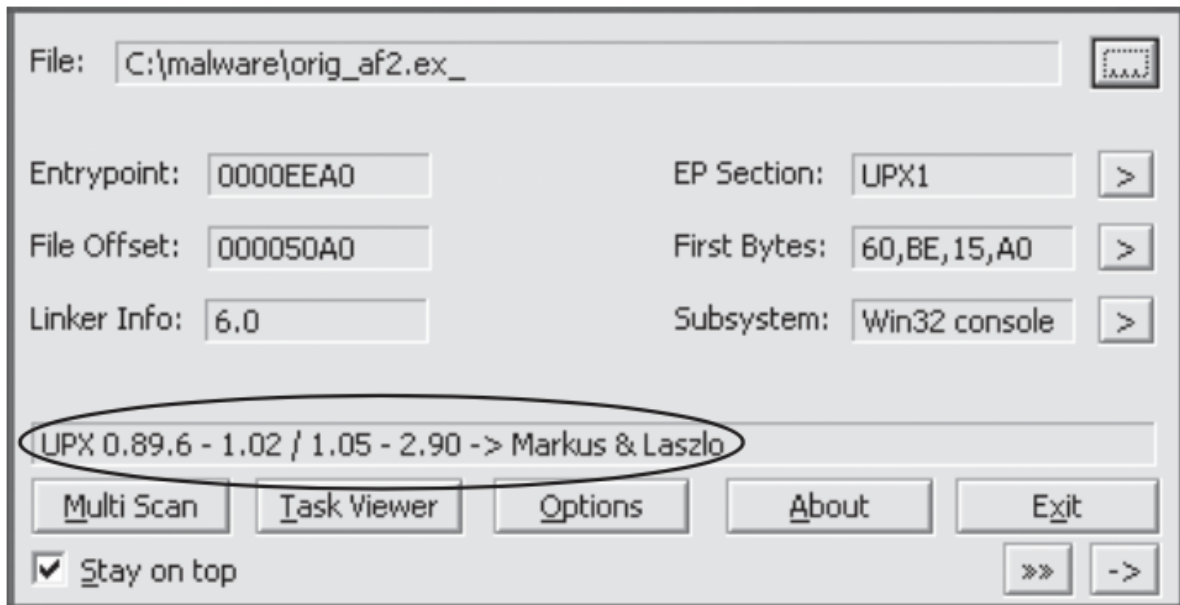 File: C:\malware\orig_af2.ex_ ...
Entrypoint: 0000EEA0 EP Section: UPX1 >
File Offset: 000050A0 First Bytes: 60,BE,15,A0 >
Linker Info: 6.0 Subsystem: Win32 console >
UPX 0.89.6 - 1.02 / 1.05 - 2.90 -> Markus & Laszlo
Multi Scan Task Viewer Options About Exit
Stay on top »» ->